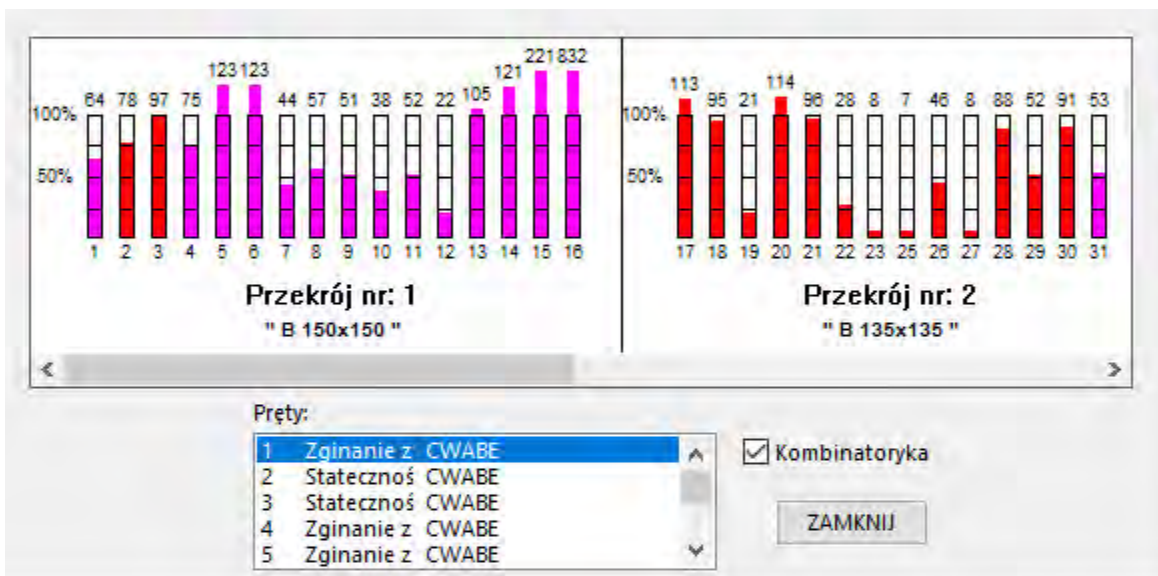 123 123 121 221 832
64 78 97 75 44 57 51 38 52 22 105
100%
50%
1 2 3 4 5 6 7 8 9 10 11 12 13 14 15 16
Przekrój nr: 1
" B 150x150 "
113 95 21 114 96 28 8 7 46 8 88 52 91 53
100%
50%
17 18 19 20 21 22 23 25 26 27 28 29 30 31
Przekrój nr: 2
" B 135x135 "
Pręty:
1 Zginanie z CWABE
2 Statecznoś CWABE
3 Statecznoś CWABE
4 Zginanie z CWABE
5 Zginanie z CWABE
Kombinatoryka
ZAMKNIJ